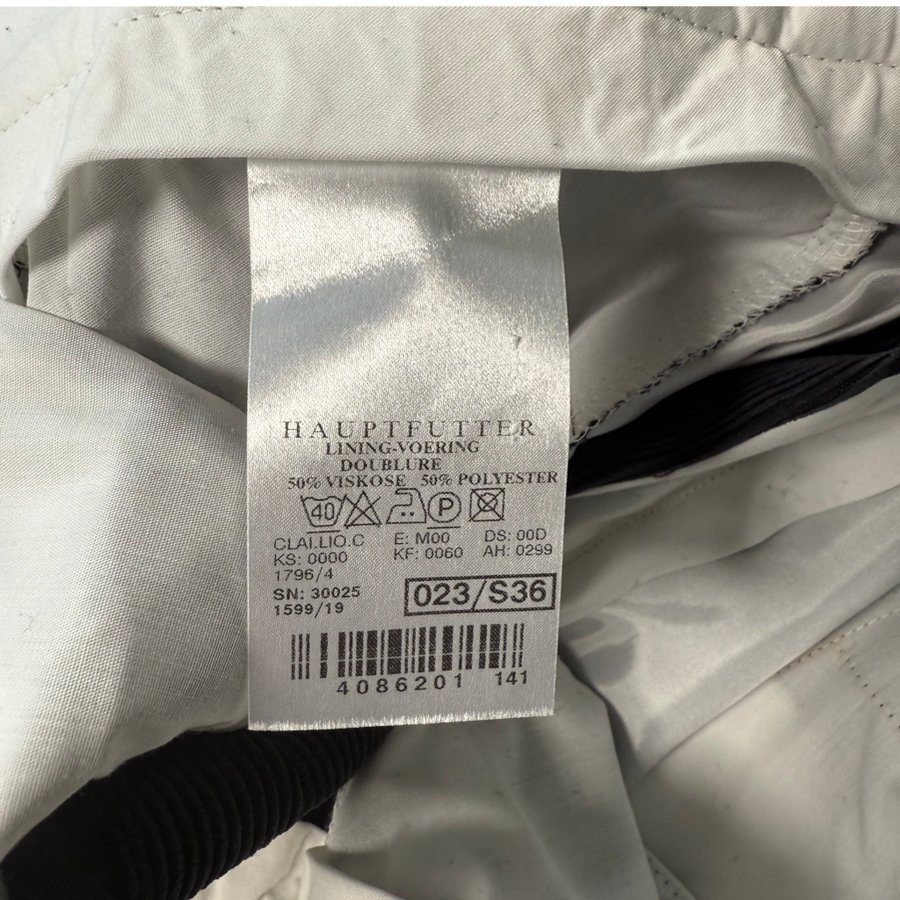 HAUPTFUTTER
LINING-VOERING
DOUBLURE
50% VISKOSE 50% POLYESTER
40 P
CLAI.LIO.C E: M00 DS: 00D
KS: 0000 KF: 0060 AH: 0299
1796/4
SN: 30025
1599/19
023/S36
4086201 141